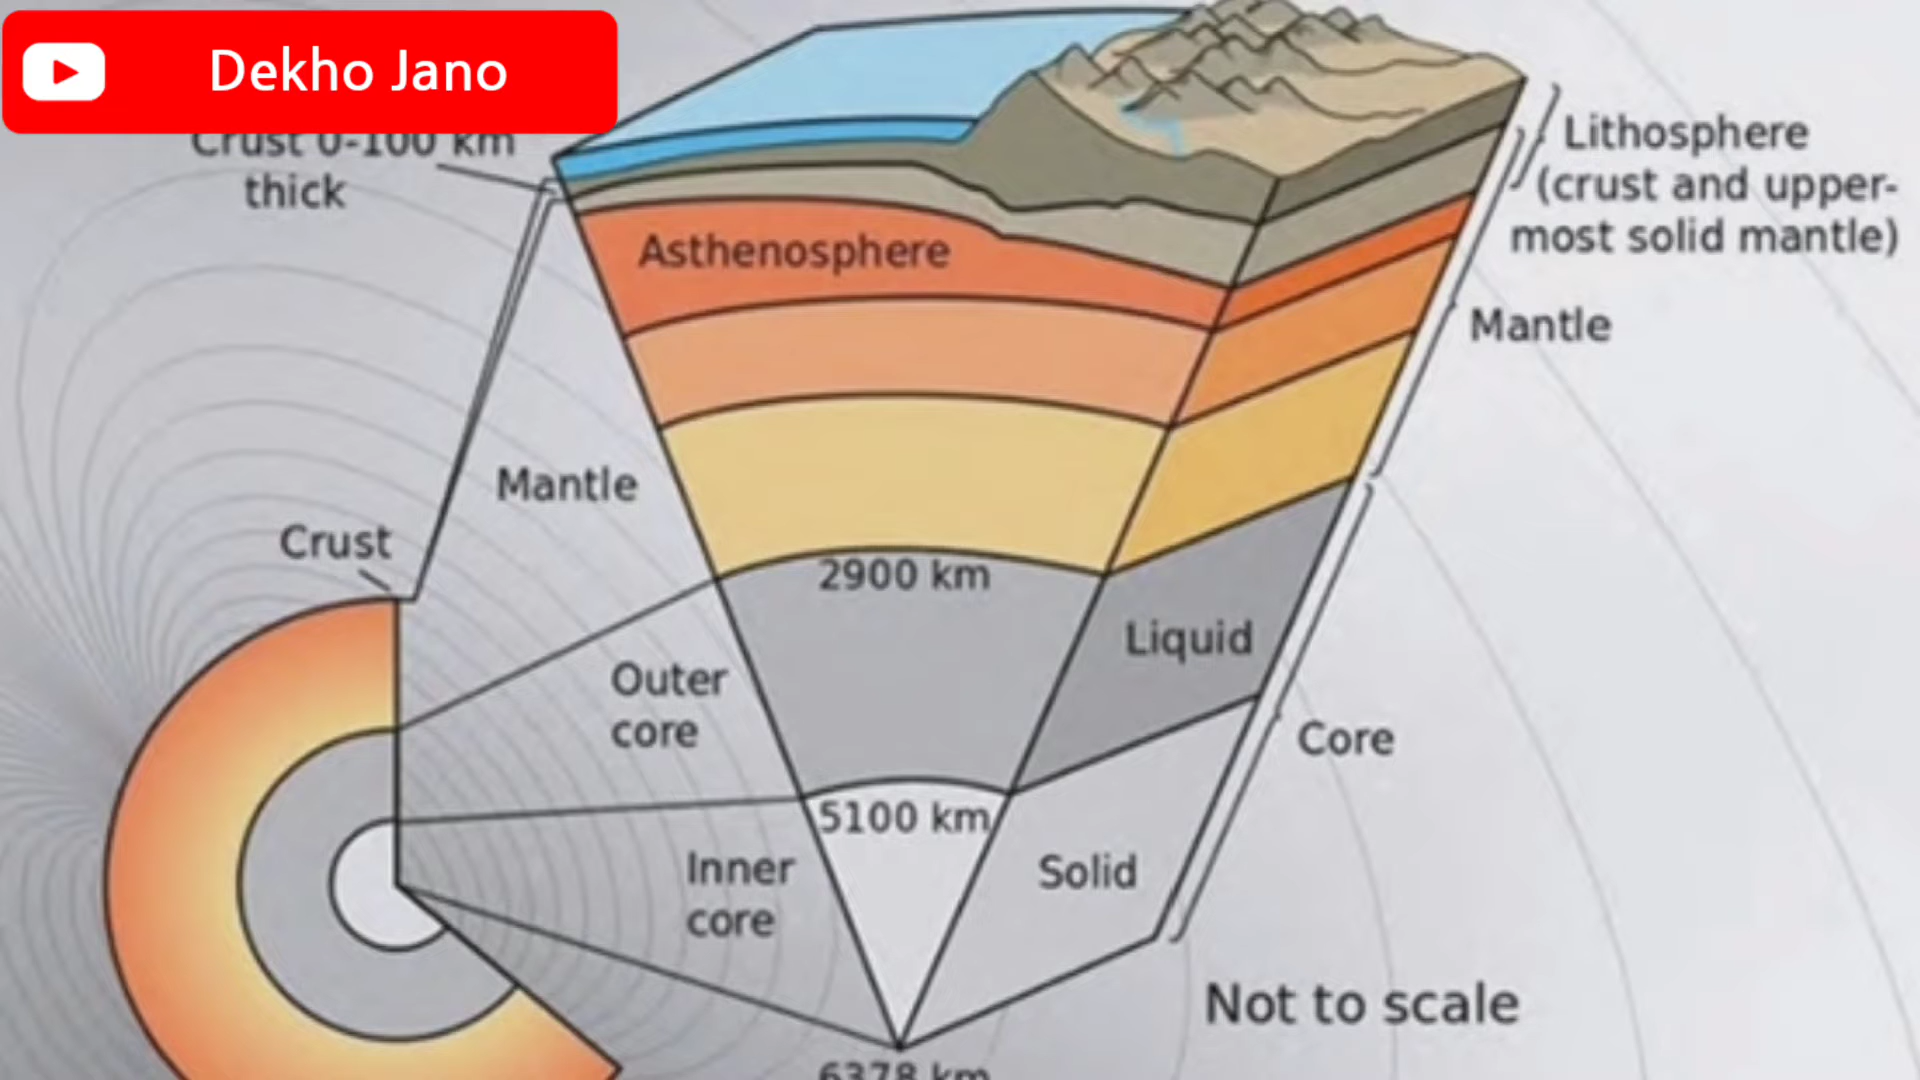 Dekho Jano
Crust 0-100 km
thick
Lithosphere
(crust and upper-
most solid mantle)
Asthenosphere
Mantle
Mantle
Crust
2900 km
Liquid
Outer
core
Core
5100 km
Inner
core
Solid
Not to scale
6378 km